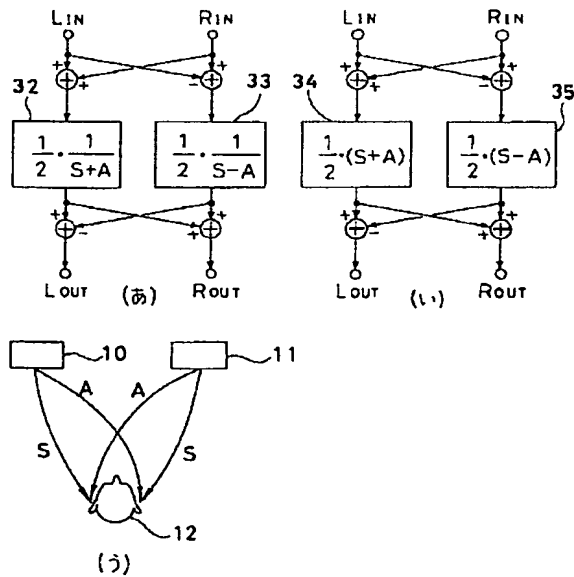 LIN RIN LIN RIN
+ + - + + + - +
32 33 34 35
1/2 · 1/(S+A) 1/2 · 1/(S-A) 1/2 · (S+A) 1/2 · (S-A)
+ - + + + - + +
LOUT ROUT LOUT ROUT
(あ) (い)
10 11
A A
S S
12
(う)